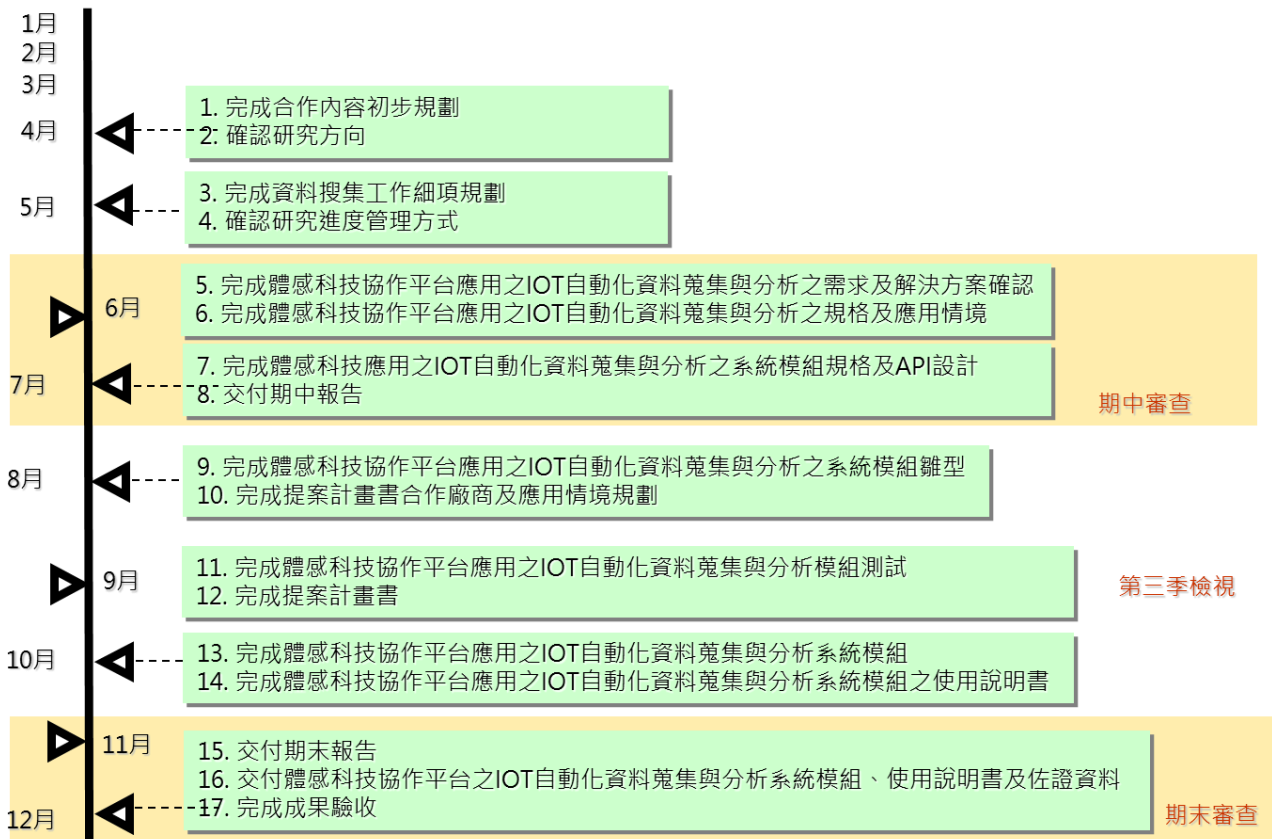 1月
2月
3月
4月
1. 完成合作內容初步規劃
2. 確認研究方向
5月
3. 完成資料搜集工作細項規劃
4. 確認研究進度管理方式
6月
5. 完成體感科技協作平台應用之IOT自動化資料蒐集與分析之需求及解決方案確認
6. 完成體感科技協作平台應用之IOT自動化資料蒐集與分析之規格及應用情境
7月
7. 完成體感科技應用之IOT自動化資料蒐集與分析之系統模組規格及API設計
8. 交付期中報告
期中審查
8月
9. 完成體感科技協作平台應用之IOT自動化資料蒐集與分析之系統模組雛型
10. 完成提案計畫書合作廠商及應用情境規劃
9月
11. 完成體感科技協作平台應用之IOT自動化資料蒐集與分析模組測試
12. 完成提案計畫書
第三季檢視
10月
13. 完成體感科技協作平台應用之IOT自動化資料蒐集與分析系統模組
14. 完成體感科技協作平台應用之IOT自動化資料蒐集與分析系統模組之使用說明書
11月
15. 交付期末報告
16. 交付體感科技協作平台之IOT自動化資料蒐集與分析系統模組、使用說明書及佐證資料
17. 完成成果驗收
12月
期末審查